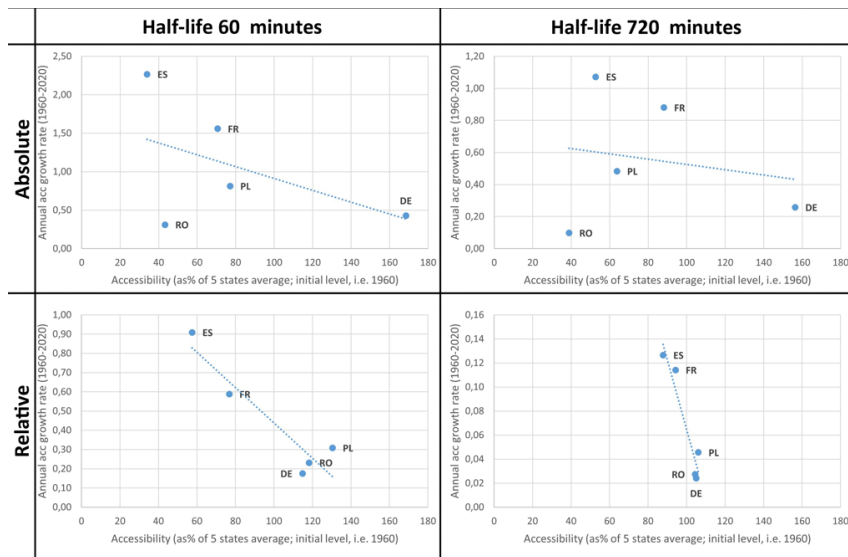 Half-life 60 minutes
Half-life 720 minutes
Absolute
Annual acc growth rate (1960-2020)
2,50
2,00
1,50
1,00
0,50
0,00
ES
FR
PL
RO
DE
0 20 40 60 80 100 120 140 160 180
Accessibility (as% of 5 states average; initial level, i.e. 1960)
Annual acc growth rate (1960-2020)
1,20
1,00
0,80
0,60
0,40
0,20
0,00
ES
FR
PL
DE
RO
0 20 40 60 80 100 120 140 160 180
Accessibility (as% of 5 states average; initial level, i.e. 1960)
Relative
Annual acc growth rate (1960-2020)
1,00
0,90
0,80
0,70
0,60
0,50
0,40
0,30
0,20
0,10
0,00
ES
FR
PL
RO
DE
0 20 40 60 80 100 120 140 160 180
Accessibility (as% of 5 states average; initial level, i.e. 1960)
Annual acc growth rate (1960-2020)
0,16
0,14
0,12
0,10
0,08
0,06
0,04
0,02
0,00
ES
FR
PL
RO
DE
0 20 40 60 80 100 120 140 160 180
Accessibility (as% of 5 states average; initial level, i.e. 1960)